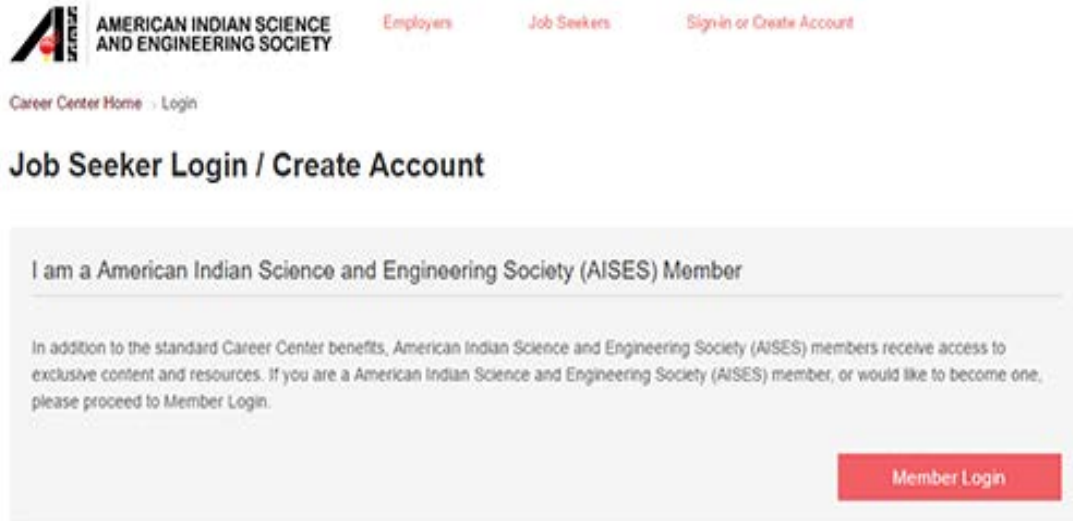 AISES
AMERICAN INDIAN SCIENCE
AND ENGINEERING SOCIETY
Employers Job Seekers Sign-in or Create Account
Career Center Home > Login
Job Seeker Login / Create Account
I am a American Indian Science and Engineering Society (AISES) Member
In addition to the standard Career Center benefits, American Indian Science and Engineering Society (AISES) members receive access to
exclusive content and resources. If you are a American Indian Science and Engineering Society (AISES) member, or would like to become one,
please proceed to Member Login.
Member Login